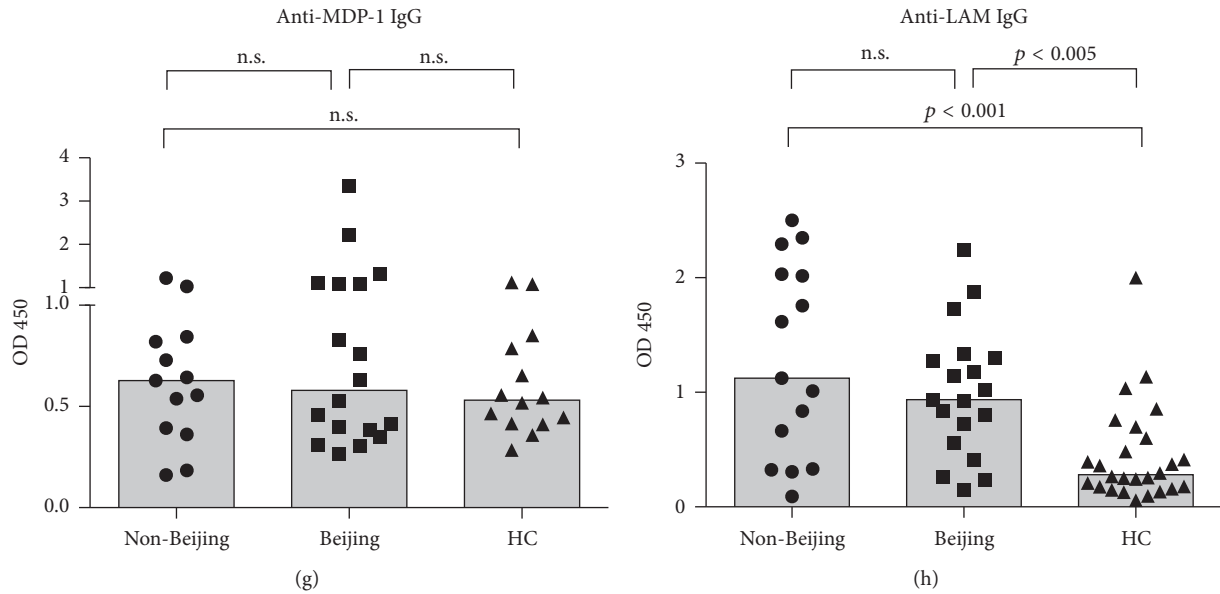 Anti-MDP-1 IgG
n.s.
n.s.
n.s.
4
3
2
1
1.0
0.5
0.0
OD 450
Non-Beijing
Beijing
HC
(g)
Anti-LAM IgG
n.s.
p < 0.005
p < 0.001
3
2
1
0
OD 450
Non-Beijing
Beijing
HC
(h)